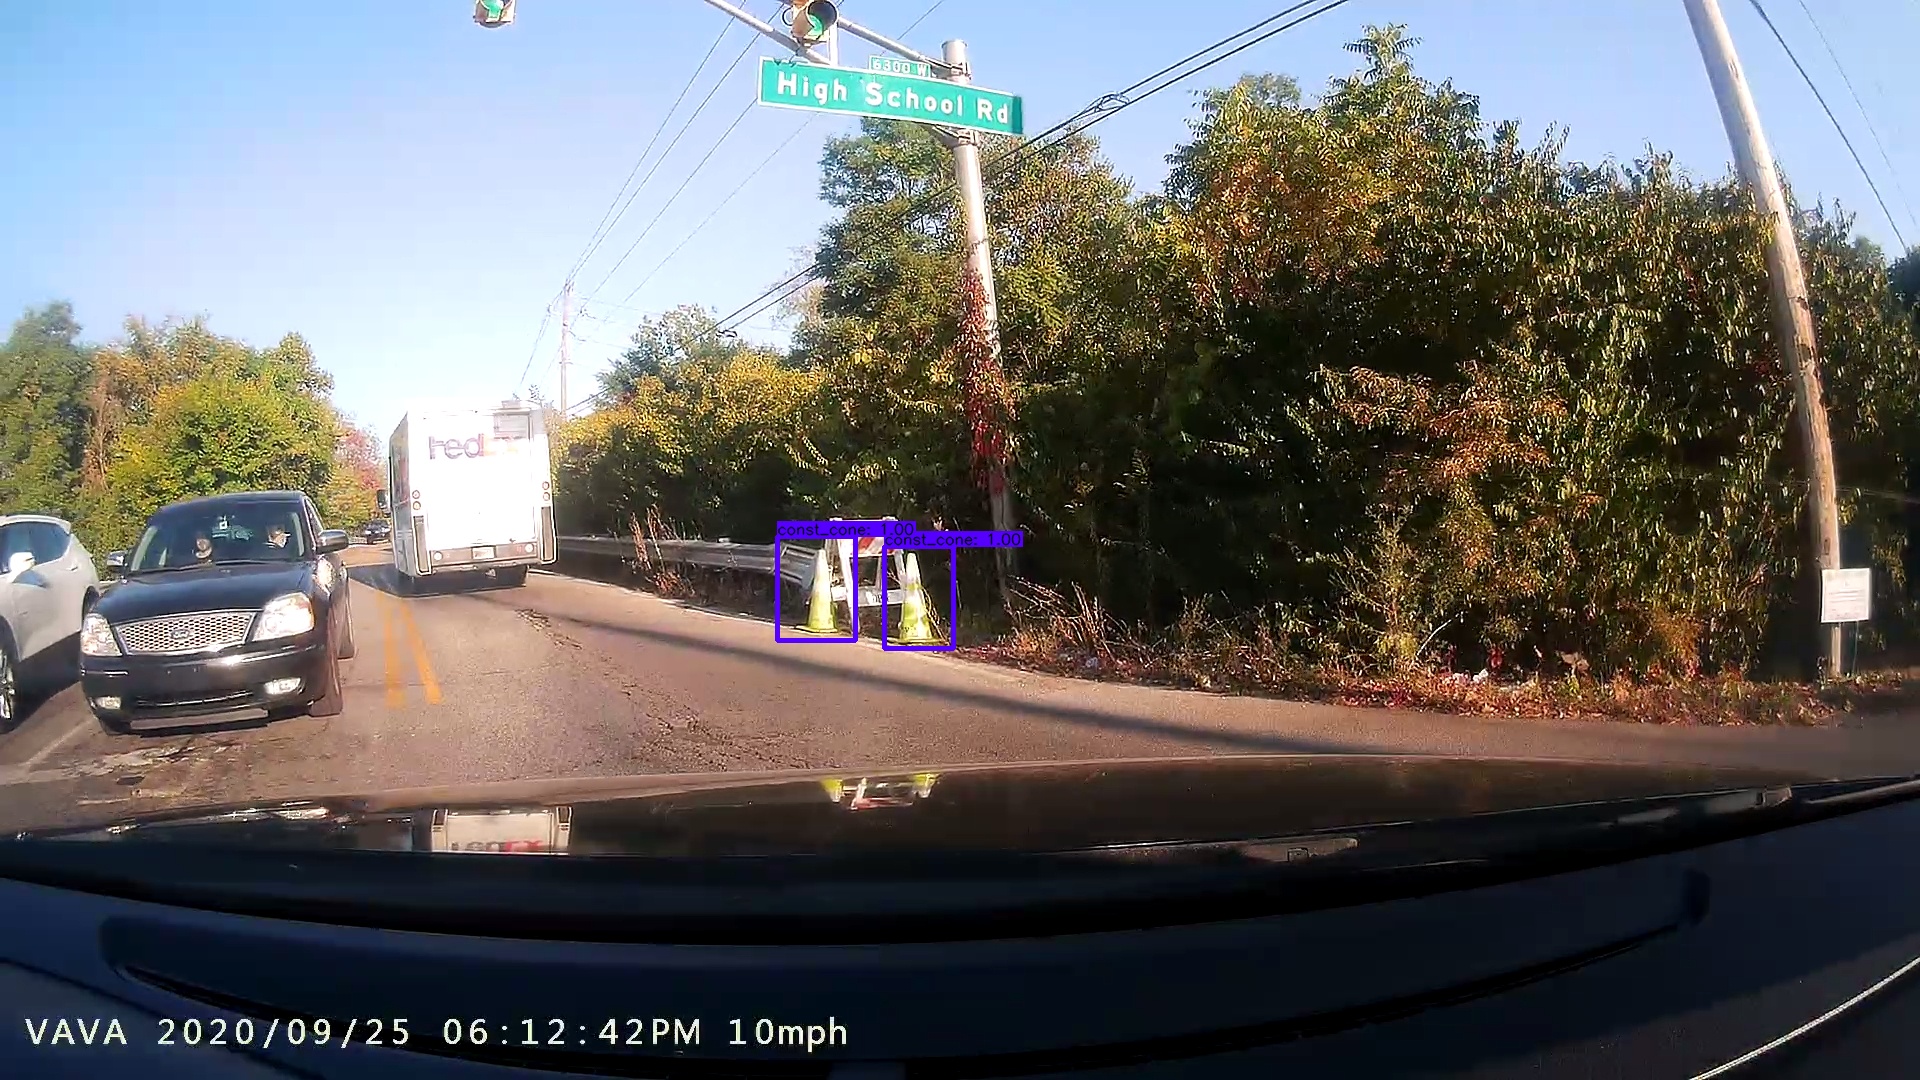 6300 W
High School Rd
fedEx
const_cone: 1.00
const_cone: 1.00
VAVA 2020/09/25 06:12:42PM 10mph